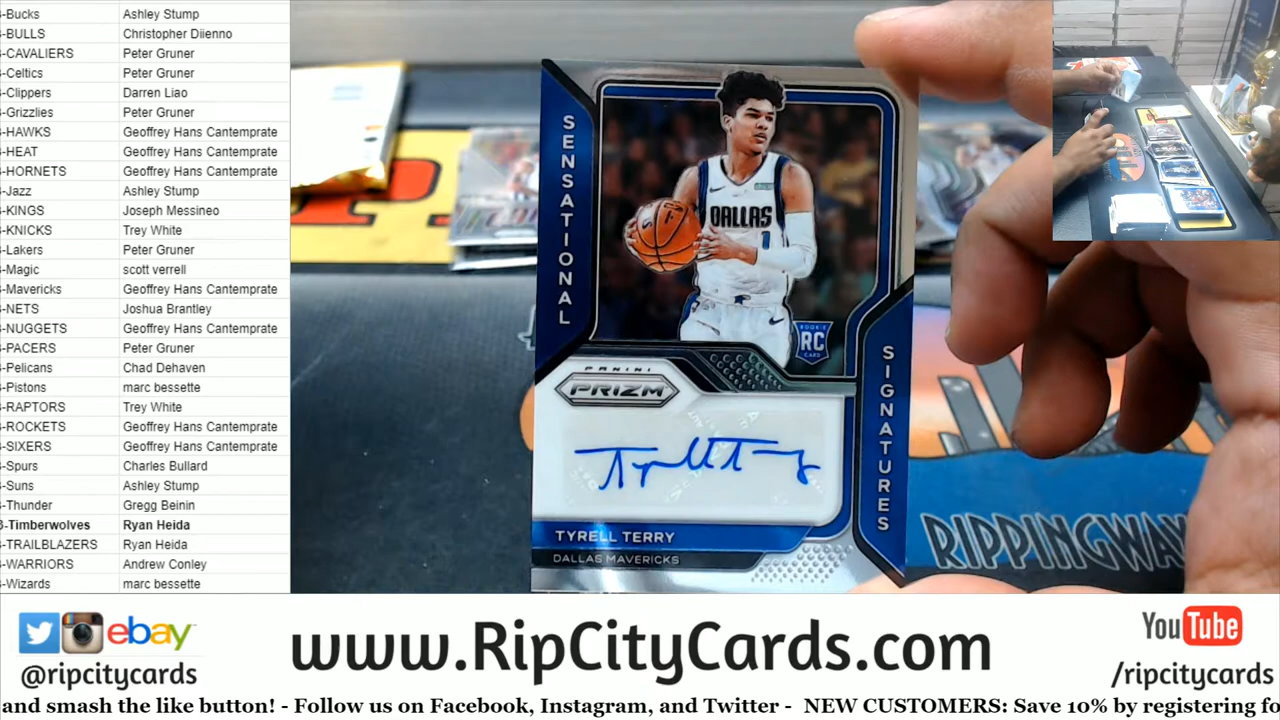 -Bucks Ashley Stump
-BULLS Christopher Diienno
-CAVALIERS Peter Gruner
-Celtics Peter Gruner
-Clippers Darren Liao
-Grizzlies Peter Gruner
-HAWKS Geoffrey Hans Cantemprate
-HEAT Geoffrey Hans Cantemprate
-HORNETS Geoffrey Hans Cantemprate
-Jazz Ashley Stump
-KINGS Joseph Messineo
-KNICKS Trey White
-Lakers Peter Gruner
-Magic scott verrell
-Mavericks Geoffrey Hans Cantemprate
-NETS Joshua Brantley
-NUGGETS Geoffrey Hans Cantemprate
-PACERS Peter Gruner
-Pelicans Chad Dehaven
-Pistons marc bessette
-RAPTORS Trey White
-ROCKETS Geoffrey Hans Cantemprate
-SIXERS Geoffrey Hans Cantemprate
-Spurs Charles Bullard
-Suns Ashley Stump
-Thunder Gregg Beinin
-Timberwolves Ryan Heida
-TRAILBLAZERS Ryan Heida
-WARRIORS Andrew Conley
-Wizards marc bessette
SENSATIONAL
DALLAS
1
ROOKIE
RC
CARD
PANINI
PRIZM
SIGNATURES
TYRELL TERRY
DALLAS MAVERICKS
RIPPINGWAX
ebay
@ripcitycards
www.RipCityCards.com
YouTube
/ripcitycards
and smash the like button! - Follow us on Facebook, Instagram, and Twitter - NEW CUSTOMERS: Save 10% by registering fo